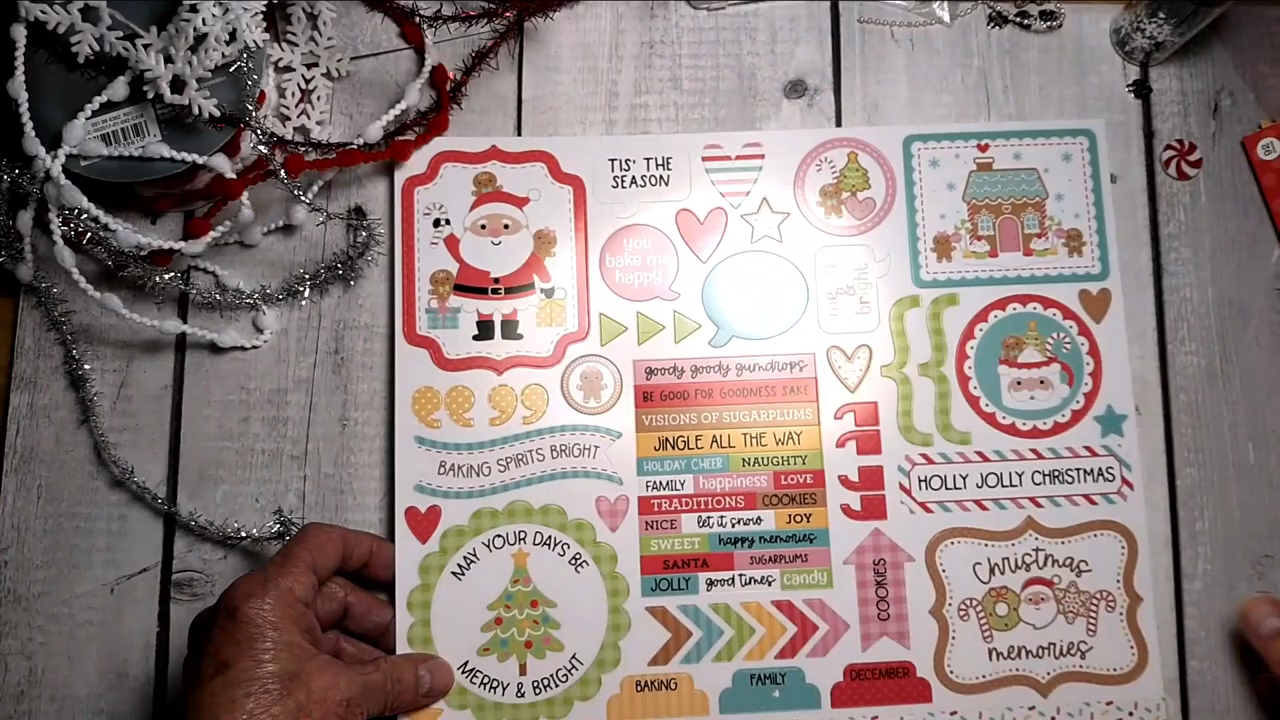 TIS' THE
SEASON
you
bake me
happy
merry
&
bright
goody goody gumdrops
BE GOOD FOR GOODNESS SAKE
VISIONS OF SUGARPLUMS
JINGLE ALL THE WAY
HOLIDAY CHEER NAUGHTY
FAMILY happiness LOVE
TRADITIONS COOKIES
NICE let it snow JOY
SWEET happy memories
SANTA SUGARPLUMS
JOLLY good times candy
BAKING SPIRITS BRIGHT
HOLLY JOLLY CHRISTMAS
MAY YOUR DAYS BE
MERRY & BRIGHT
COOKIES
Christmas
memories
BAKING
FAMILY
DECEMBER